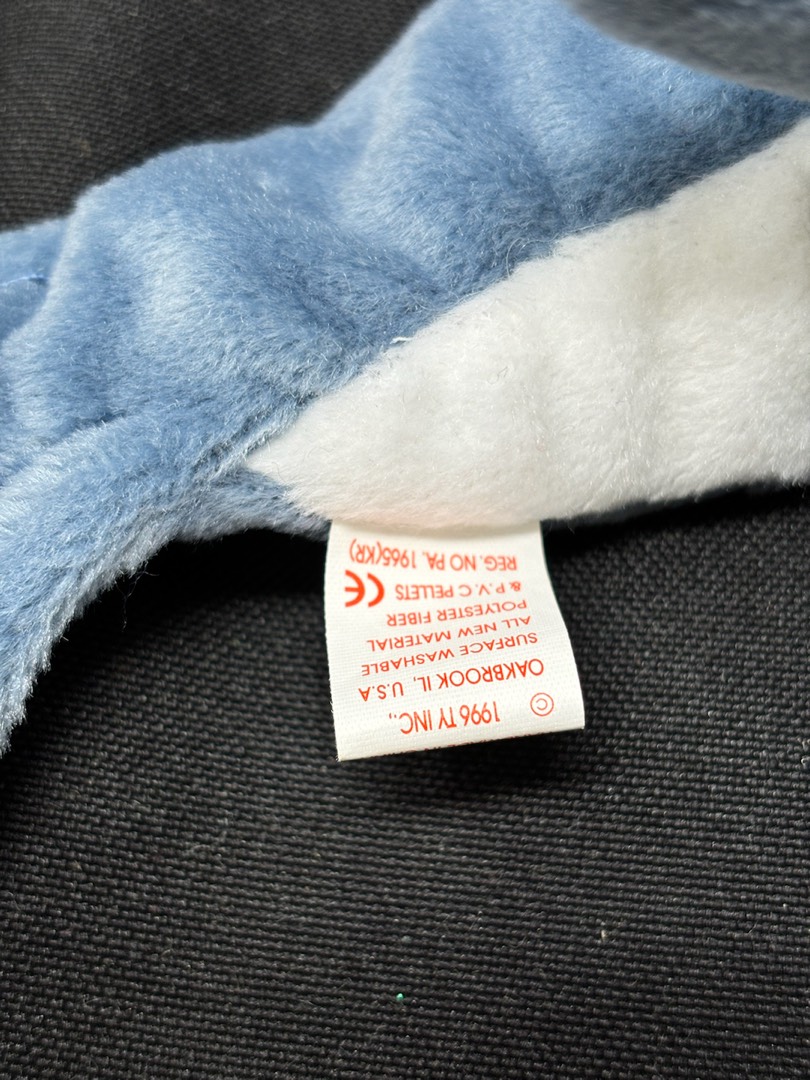 © 1996 TY INC.,
OAKBROOK IL, U.S.A
SURFACE WASHABLE
ALL NEW MATERIAL
POLYESTER FIBER
& P.V.C PELLETS CE
REG. NO PA. 1965(KR)